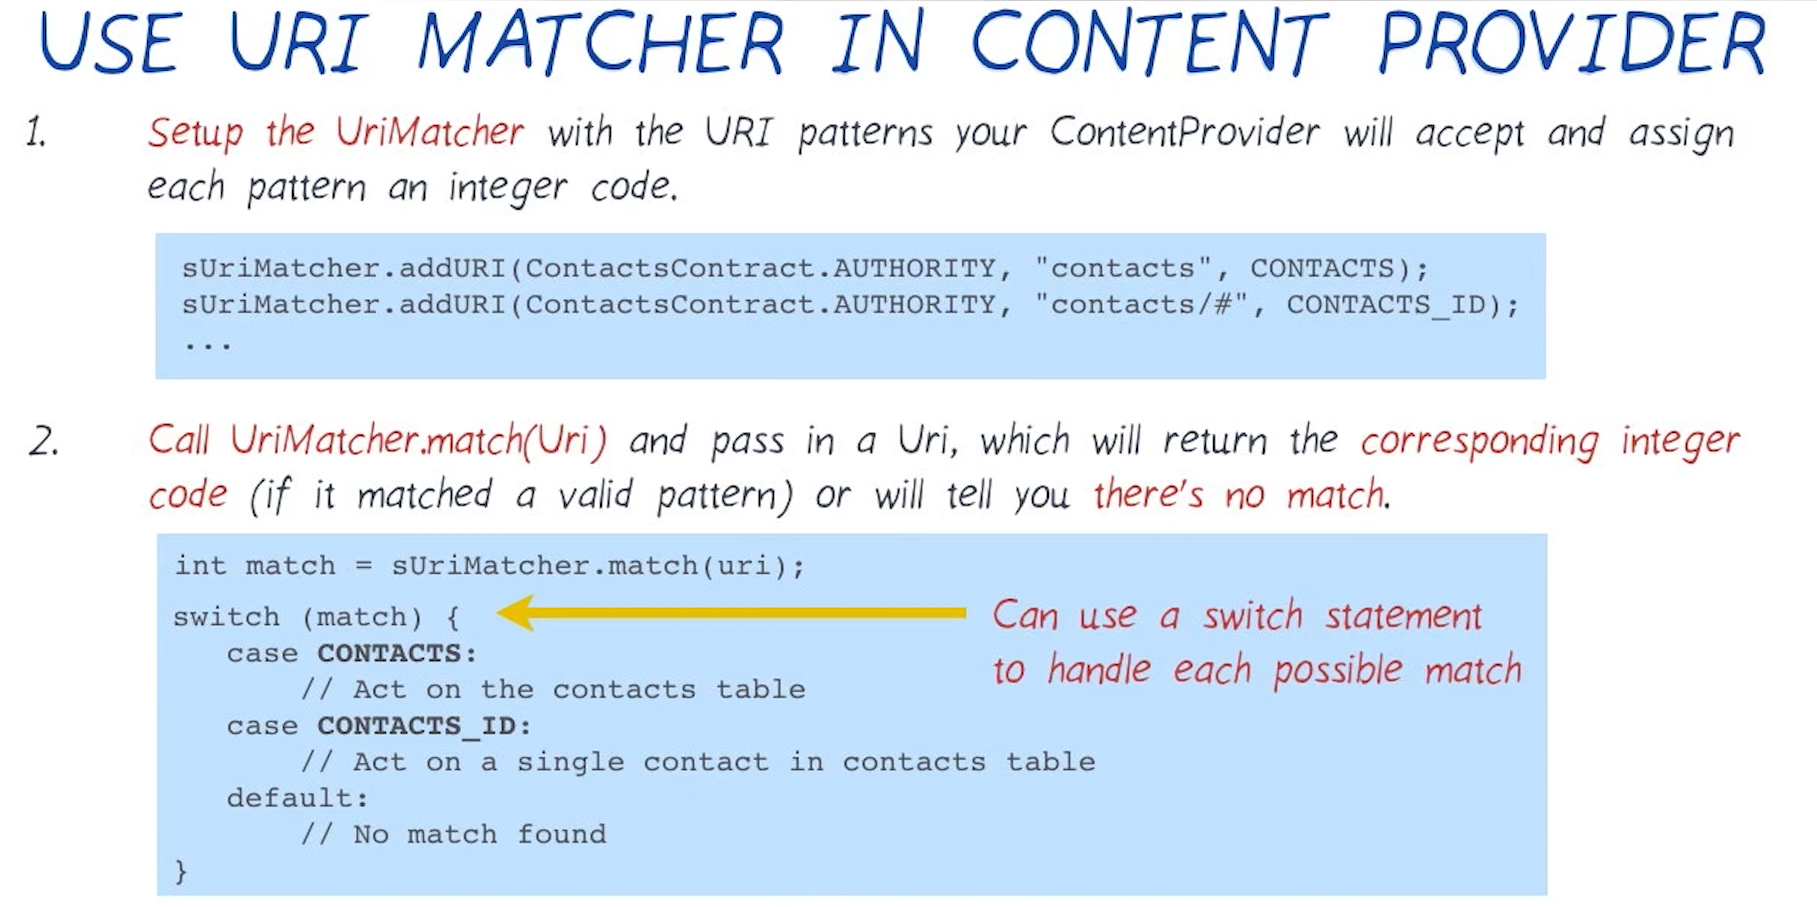 USE URI MATCHER IN CONTENT PROVIDER
1. Setup the UriMatcher with the URI patterns your ContentProvider will accept and assign
each pattern an integer code.
sUriMatcher.addURI(ContactsContract.AUTHORITY, "contacts", CONTACTS);
sUriMatcher.addURI(ContactsContract.AUTHORITY, "contacts/#", CONTACTS_ID);
...
2. Call UriMatcher.match(Uri) and pass in a Uri, which will return the corresponding integer
code (if it matched a valid pattern) or will tell you there's no match.
int match = sUriMatcher.match(uri);
switch (match) {
Can use a switch statement
to handle each possible match
case CONTACTS:
// Act on the contacts table
case CONTACTS_ID:
// Act on a single contact in contacts table
default:
// No match found
}